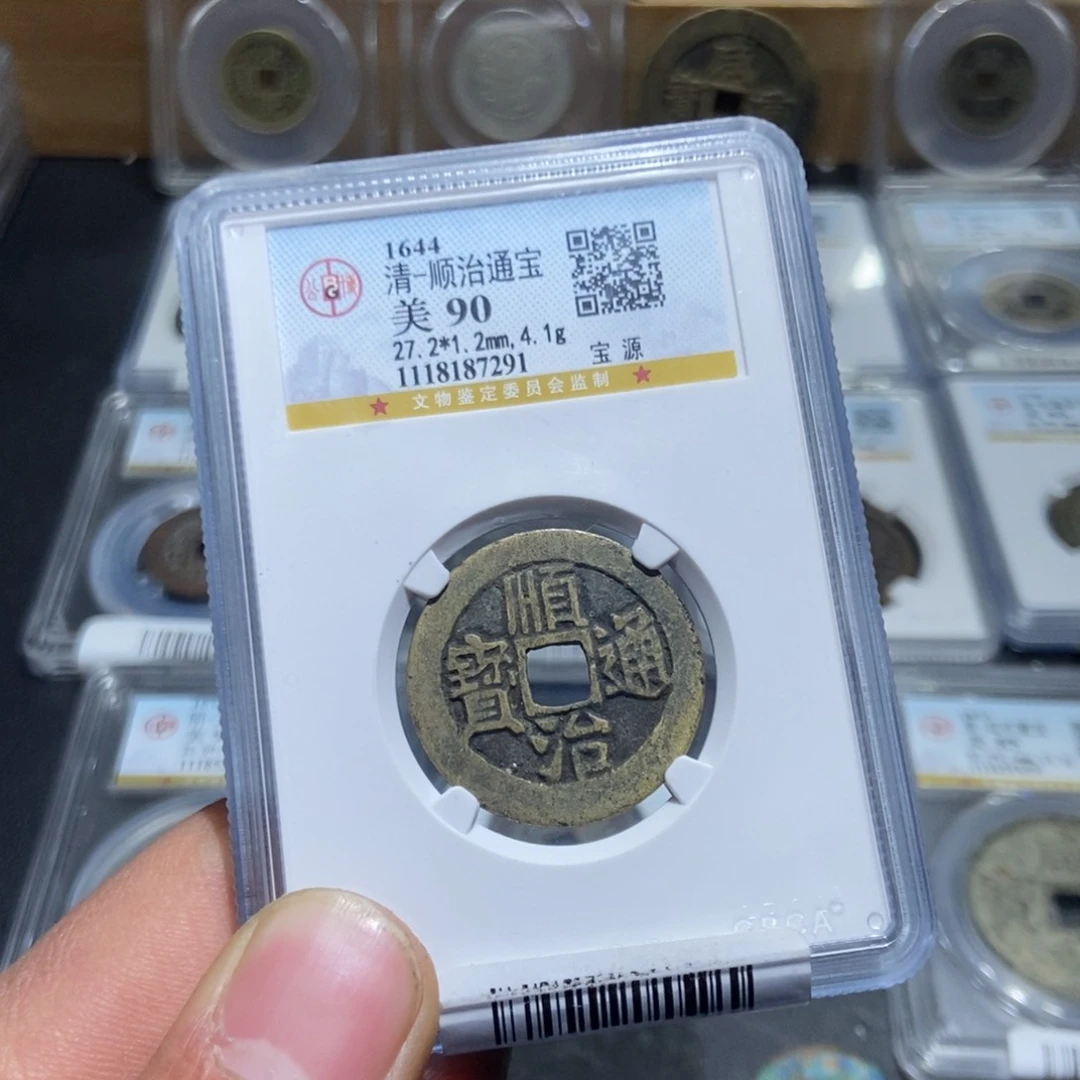 1644
清一顺治通宝
美 90
27.2*1.2mm, 4.1g
宝源
1118187291
★ 文物鉴定委员会监制 ★
順
寶 通
治